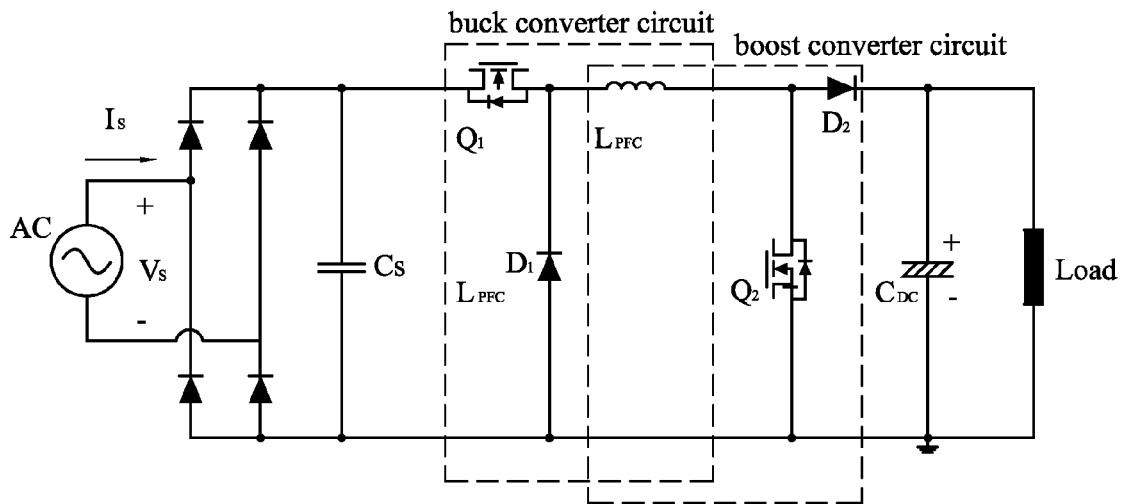 buck converter circuit
boost converter circuit
Is
Q1
LPFC
D2
AC
+
Vs
-
Cs
D1
LPFC
Q2
+
CDC
-
Load